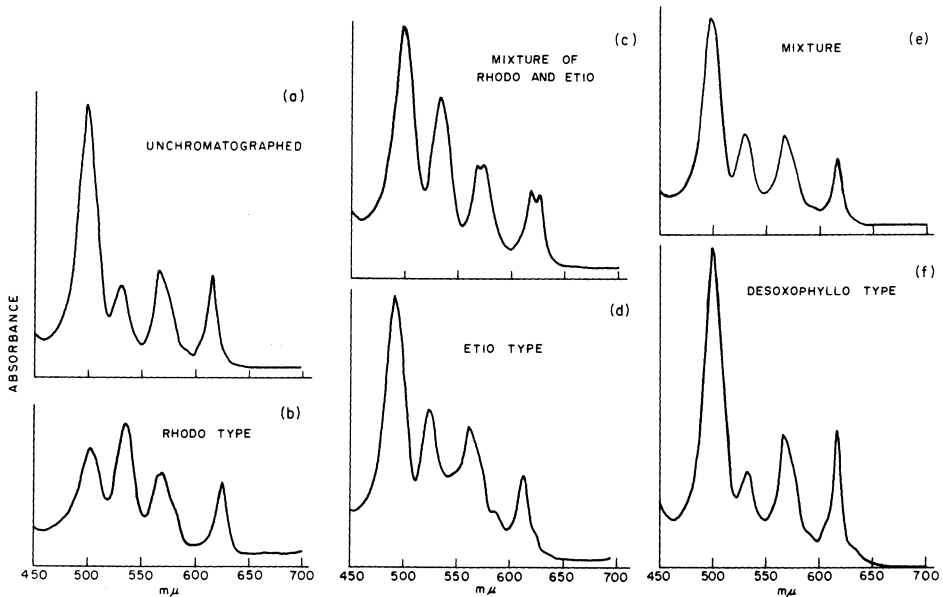 (a)
UNCHROMATOGRAPHED
ABSORBANCE
(b)
RHODO TYPE
450 500 550 600 650 700
mμ
(c)
MIXTURE OF
RHODO AND ETIO
(d)
ETIO TYPE
450 500 550 600 650 700
mμ
(e)
MIXTURE
(f)
DESOXOPHYLLO TYPE
450 500 550 600 650 700
mμ